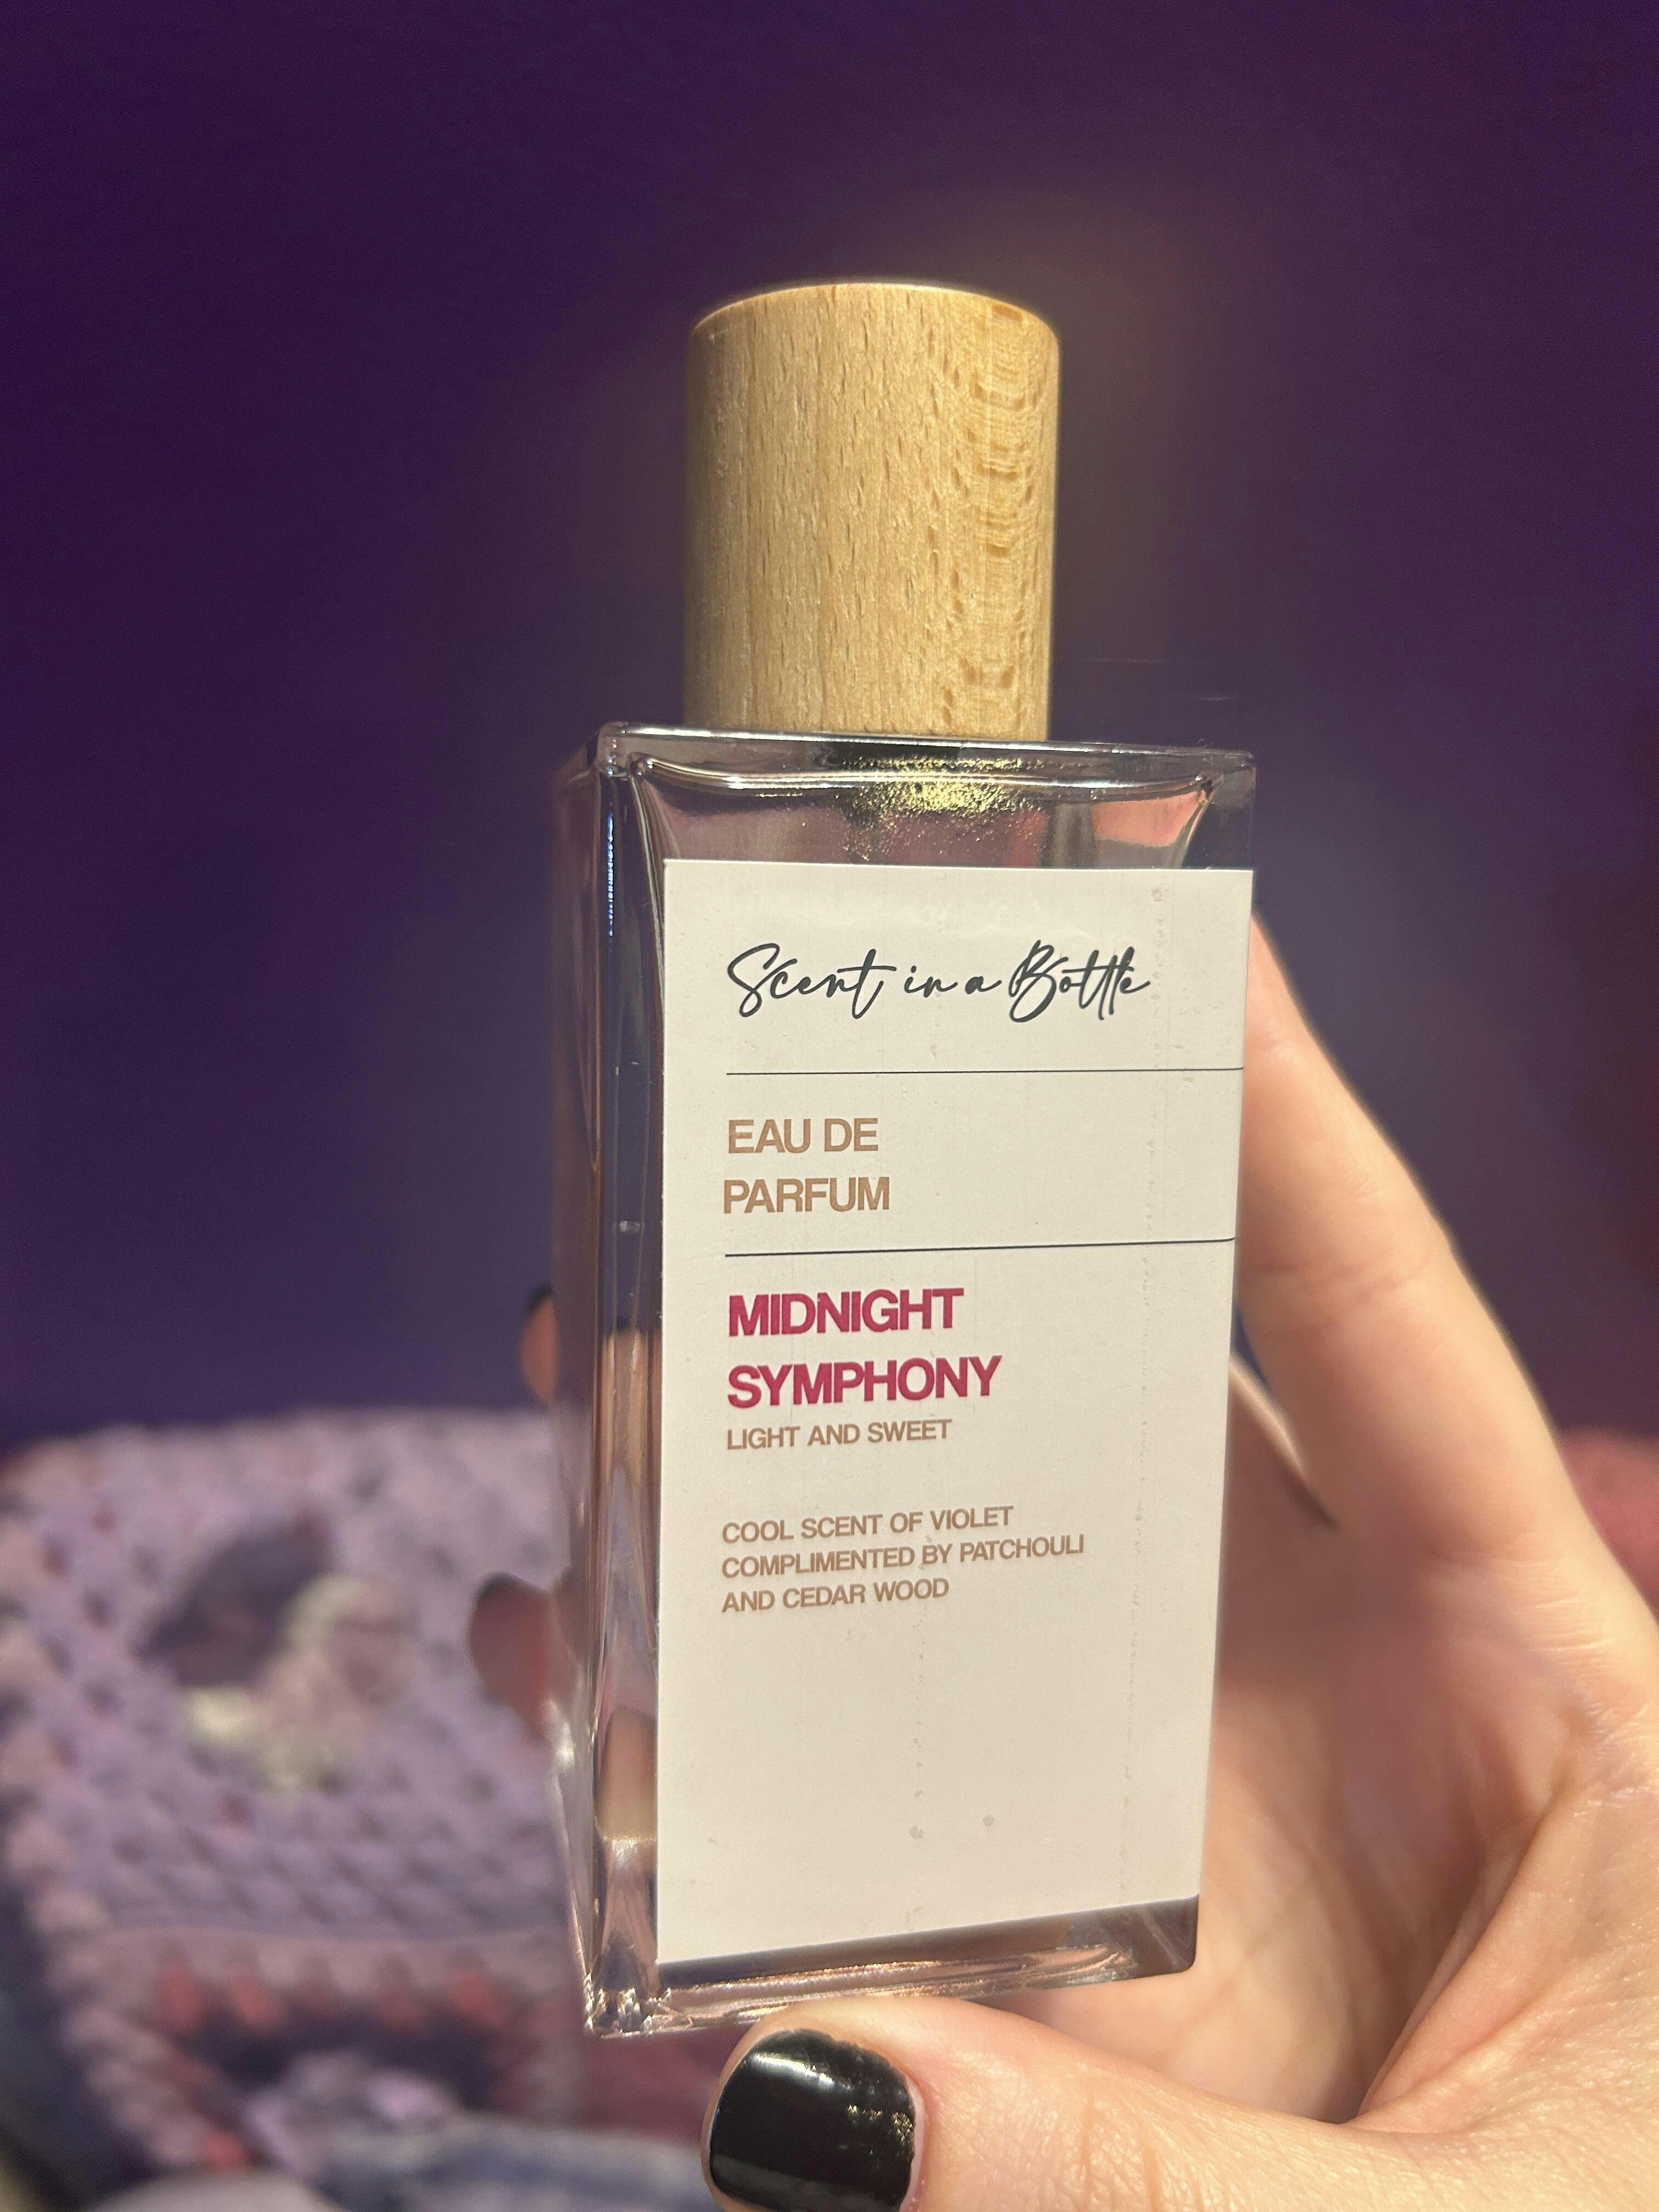 Scent in a Bottle
EAU DE
PARFUM
MIDNIGHT
SYMPHONY
LIGHT AND SWEET
COOL SCENT OF VIOLET
COMPLIMENTED BY PATCHOULI
AND CEDAR WOOD